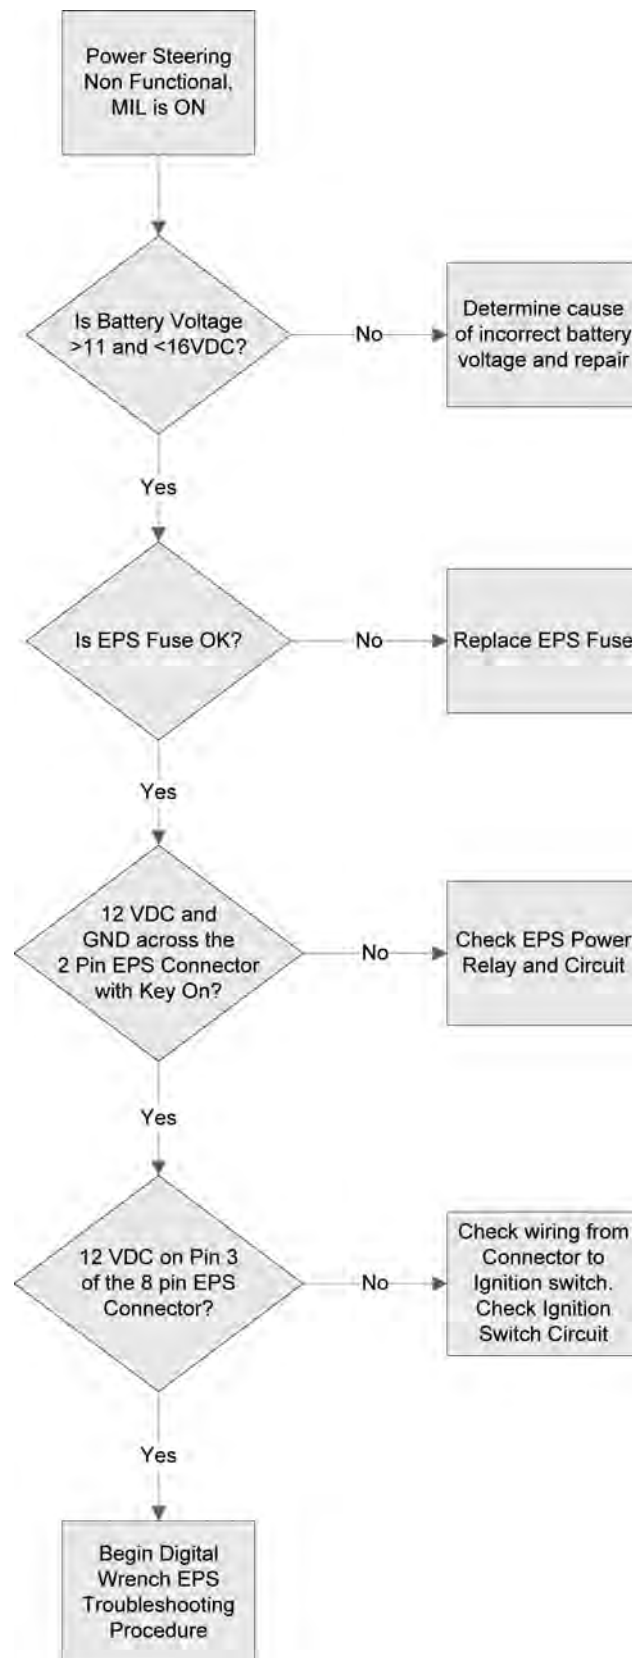 Power Steering
Non Functional,
MIL is ON
Is Battery Voltage
>11 and <16VDC?
No
Determine cause
of incorrect battery
voltage and repair
Yes
Is EPS Fuse OK?
No
Replace EPS Fuse
Yes
12 VDC and
GND across the
2 Pin EPS Connector
with Key On?
No
Check EPS Power
Relay and Circuit
Yes
12 VDC on Pin 3
of the 8 pin EPS
Connector?
No
Check wiring from
Connector to
Ignition switch.
Check Ignition
Switch Circuit
Yes
Begin Digital
Wrench EPS
Troubleshooting
Procedure